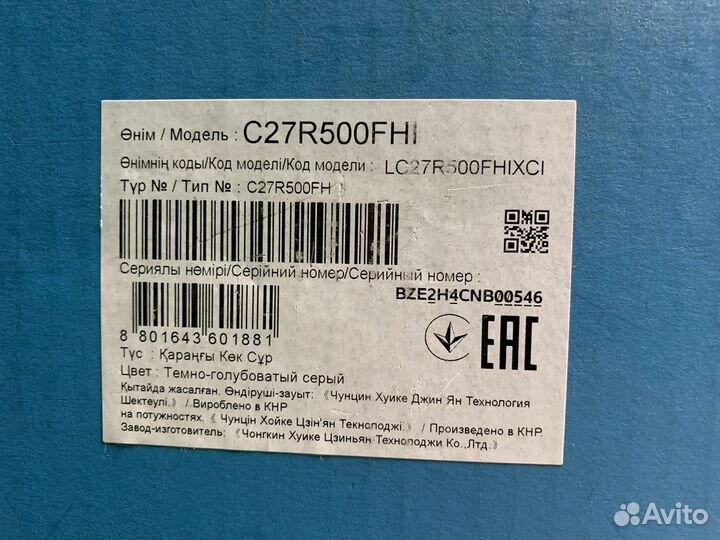 Өнім / Модель : C27R500FHI
Өнімнің коды/Код моделі/Код модели : LC27R500FHIXCI
Түр № / Тип № : C27R500FH
Сериялы нөмірі/Серійний номер/Серийный номер :
BZE2H4CNB00546
8 801643 601881
EAC
Түс : Қараңғы Көк Сұр
Цвет : Темно-голубоватый серый
Қытайда жасалған. Өндіруші-зауыт: 《Чунцин Хуике Джин Ян Технология
Шектеулі.》 / Вироблено в КНР
на потужностях.《 Чунцін Хойке Цзін'ян Текнолоджі.》 / Произведено в КНР.
Завод-изготовитель: 《Чонгкин Хуике Цзиньян Технолоджи Ко.,Лтд.》
Avito